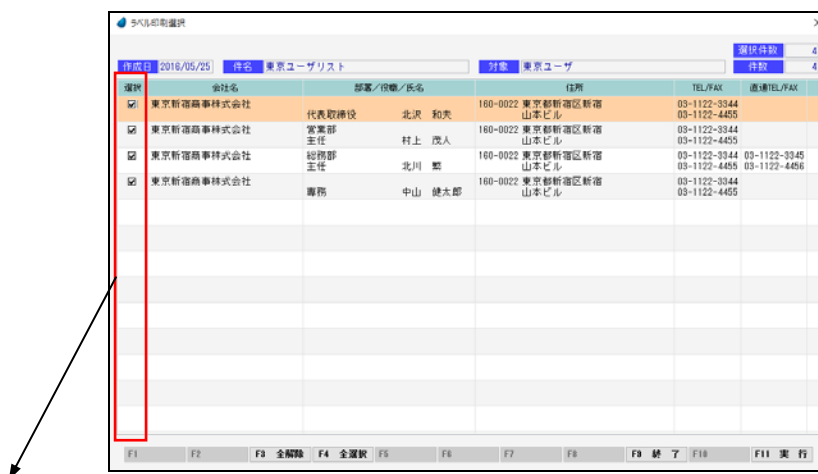 ラベル印刷選択
選択件数 4
作成日 2016/05/25 件名 東京ユーザリスト 対象 東京ユーザ 件数 4
選択 会社名 部署/役職/氏名 住所 TEL/FAX 直通TEL/FAX
東京新宿商事株式会社 160-0022 東京都新宿区新宿 03-1122-3344
代表取締役 北沢 和夫 山本ビル 03-1122-4455
東京新宿商事株式会社 営業部 160-0022 東京都新宿区新宿 03-1122-3344
主任 村上 茂人 山本ビル 03-1122-4455
東京新宿商事株式会社 総務部 160-0022 東京都新宿区新宿 03-1122-3344 03-1122-3345
主任 北川 繁 山本ビル 03-1122-4455 03-1122-4456
東京新宿商事株式会社 160-0022 東京都新宿区新宿 03-1122-3344
専務 中山 健太郎 山本ビル 03-1122-4455
F1 F2 F3 全解除 F4 全選択 F5 F6 F7 F8 F9 終了 F10 F11 実行